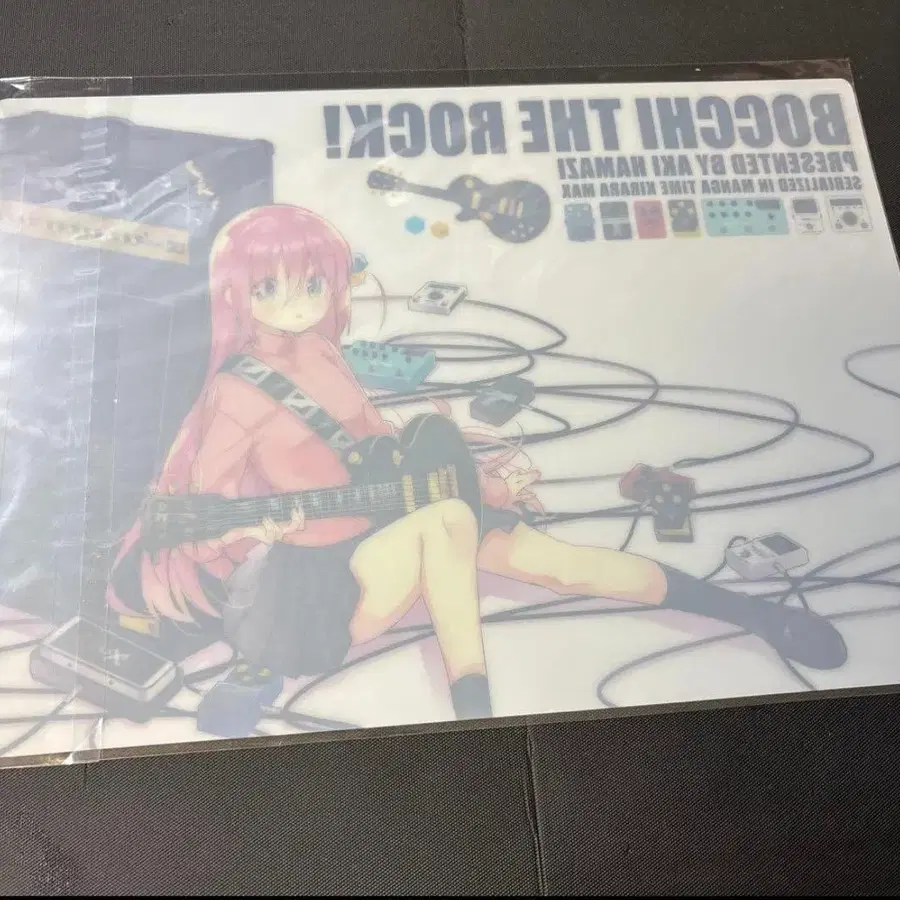 BOCCHI THE ROCK!
PRESENTED BY AKI HAMAZI
SERIALIZED IN MANGA TIME KIRARA MAX